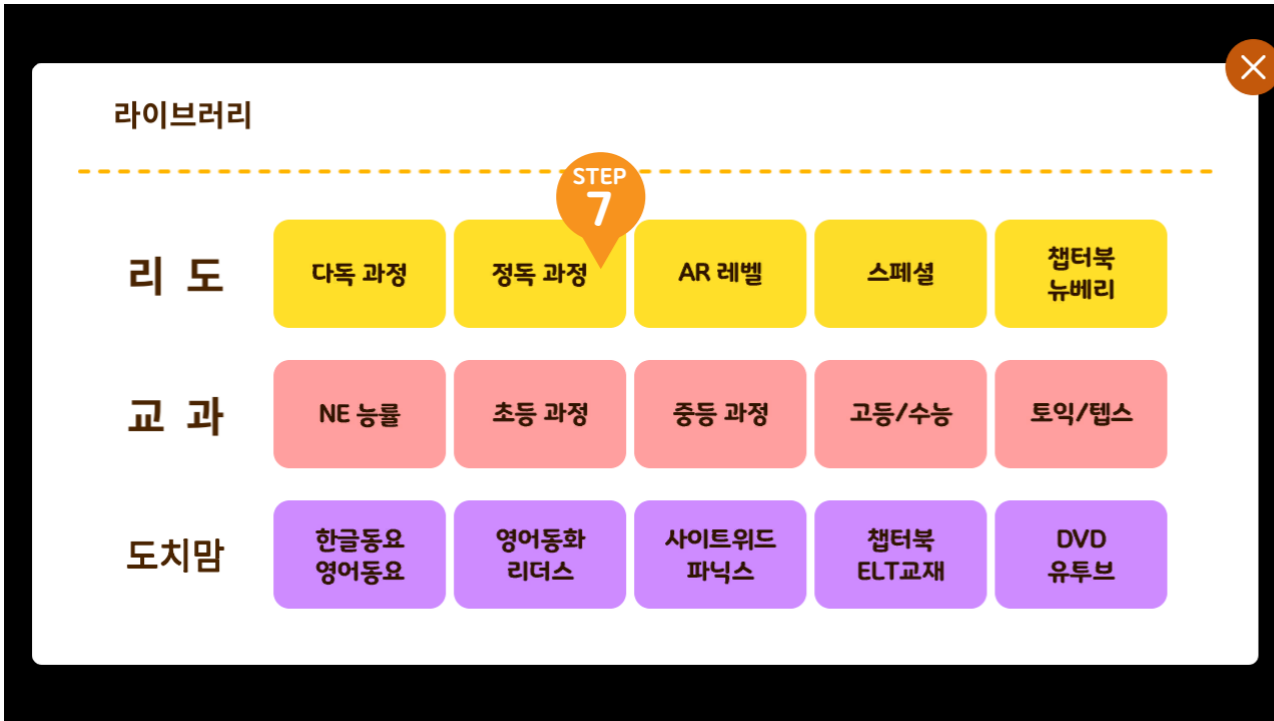 라이브러리
STEP
7
리 도
다독 과정
정독 과정
AR 레벨
스페셜
챕터북
뉴베리
교 과
NE 능률
초등 과정
중등 과정
고등/수능
토익/텝스
도치맘
한글동요
영어동요
영어동화
리더스
사이트위드
파닉스
챕터북
ELT교재
DVD
유투브